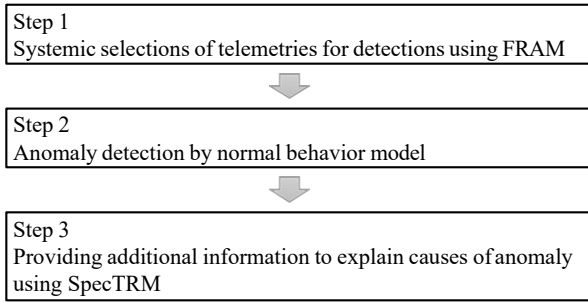 Step 1
Systemic selections of telemetries for detections using FRAM
Step 2
Anomaly detection by normal behavior model
Step 3
Providing additional information to explain causes of anomaly
using SpecTRM